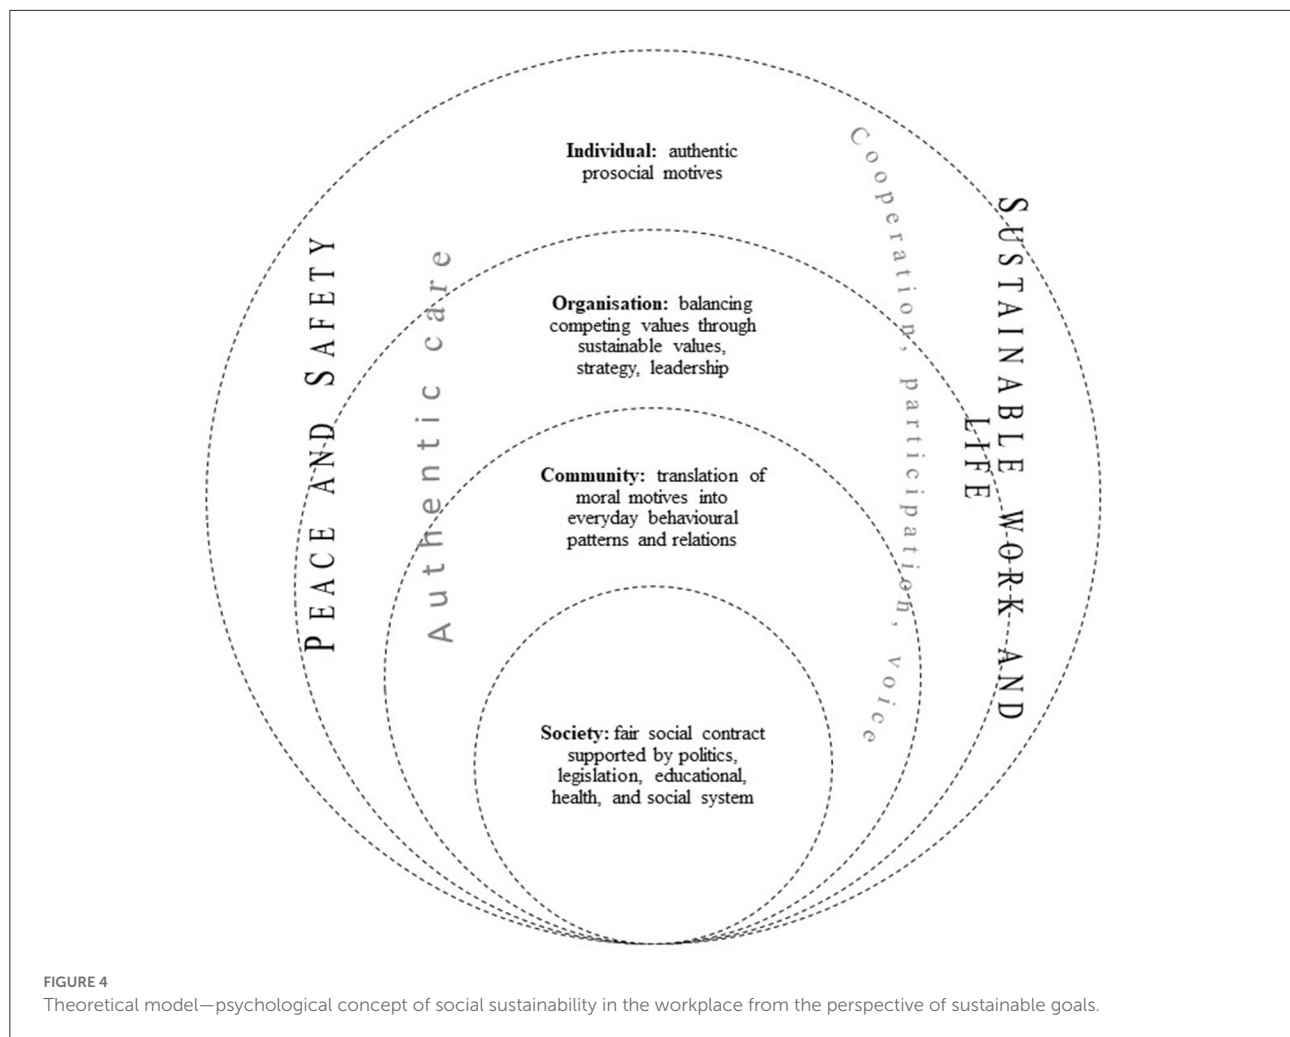 Individual: authentic
prosocial motives
Organisation: balancing
competing values through
sustainable values,
strategy, leadership
Community: translation of
moral motives into
everyday behavioural
patterns and relations
Society: fair social contract
supported by politics,
legislation, educational,
health, and social system
PEACE AND SAFETY
Authentic care
Cooperation, participation, voice
SUSTAINABLE WORK AND
LIFE
FIGURE 4
Theoretical model—psychological concept of social sustainability in the workplace from the perspective of sustainable goals.